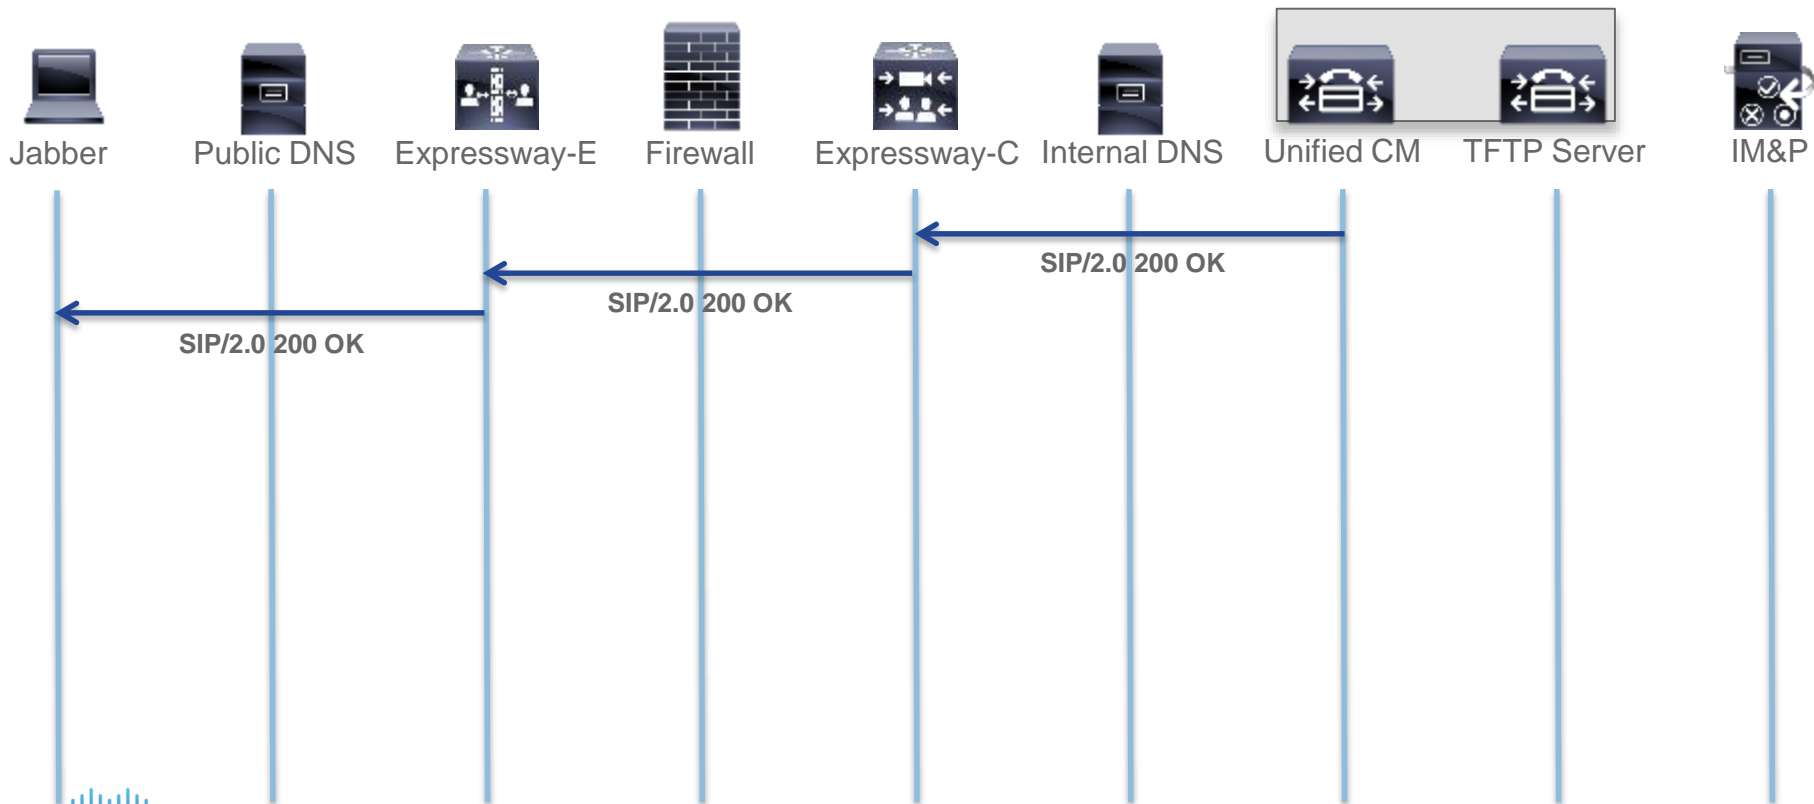 Jabber
Public DNS
Expressway-E
Firewall
Expressway-C
Internal DNS
Unified CM
TFTP Server
IM&P
SIP/2.0 200 OK
SIP/2.0 200 OK
SIP/2.0 200 OK